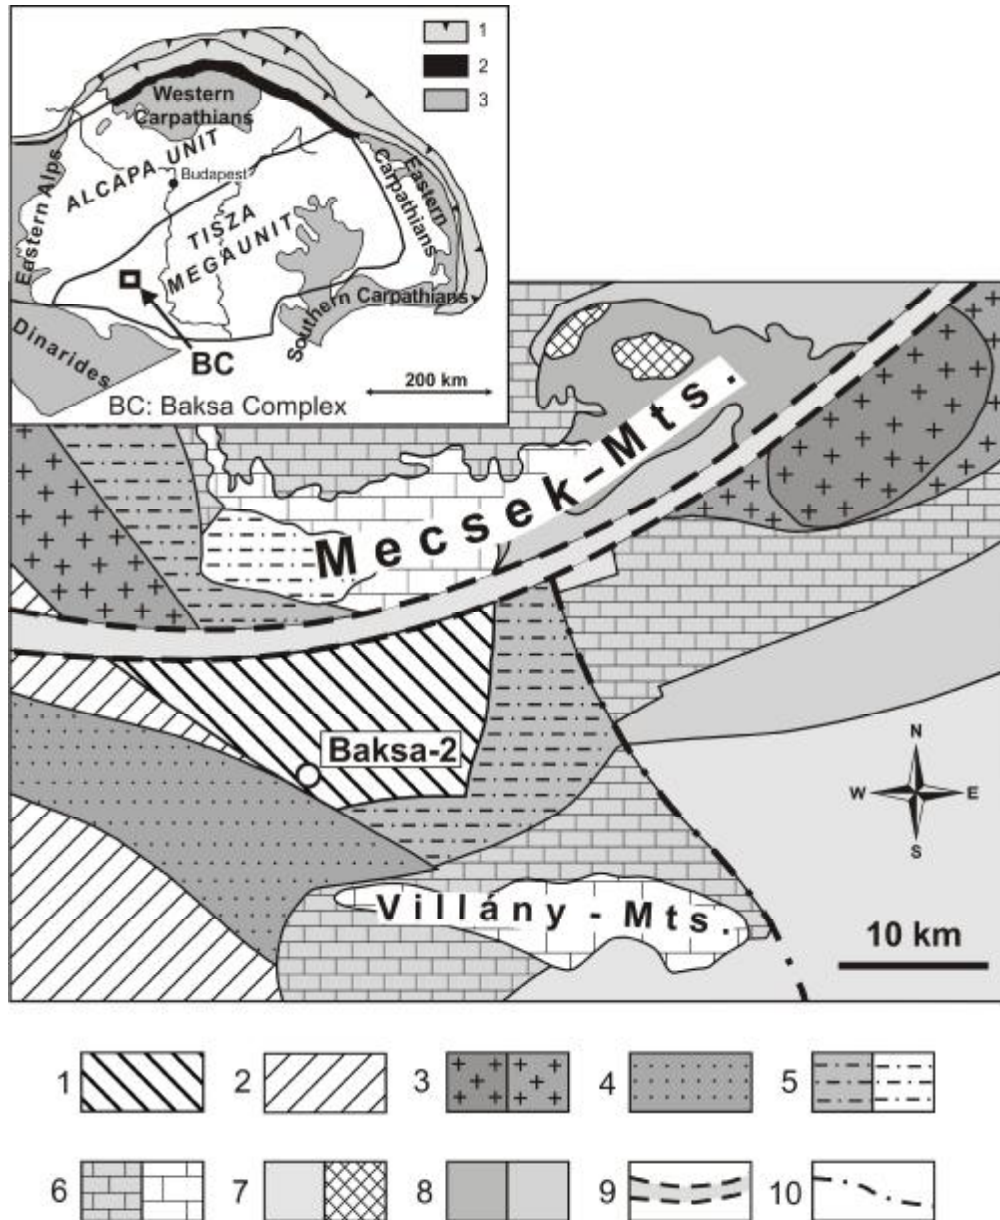 1
2
3
Western
Carpathians
ALCAPA UNIT
Budapest
Eastern Alps
Eastern
Carpathians
TISZA
MEGAUNIT
Southern Carpathians
Dinarides
BC
200 km
BC: Baksa Complex
Mecsek-Mts.
Baksa-2
N
W E
S
Villány - Mts.
10 km
1 2 3 4 5
6 7 8 9 10